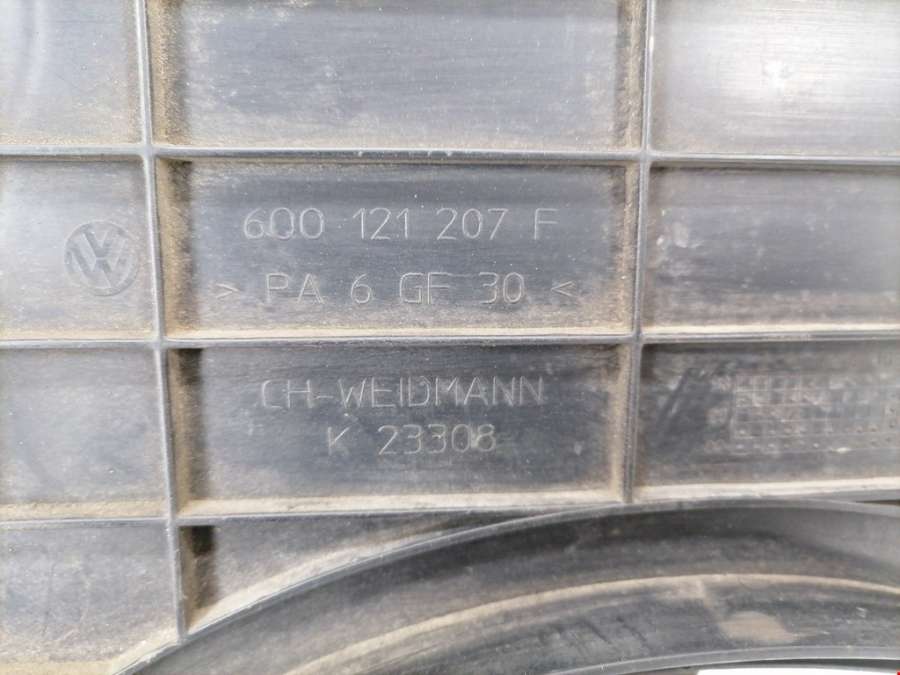 6Q0 121 207 F
> PA 6 GF 30 <
CH-WEIDMANN
K 23308